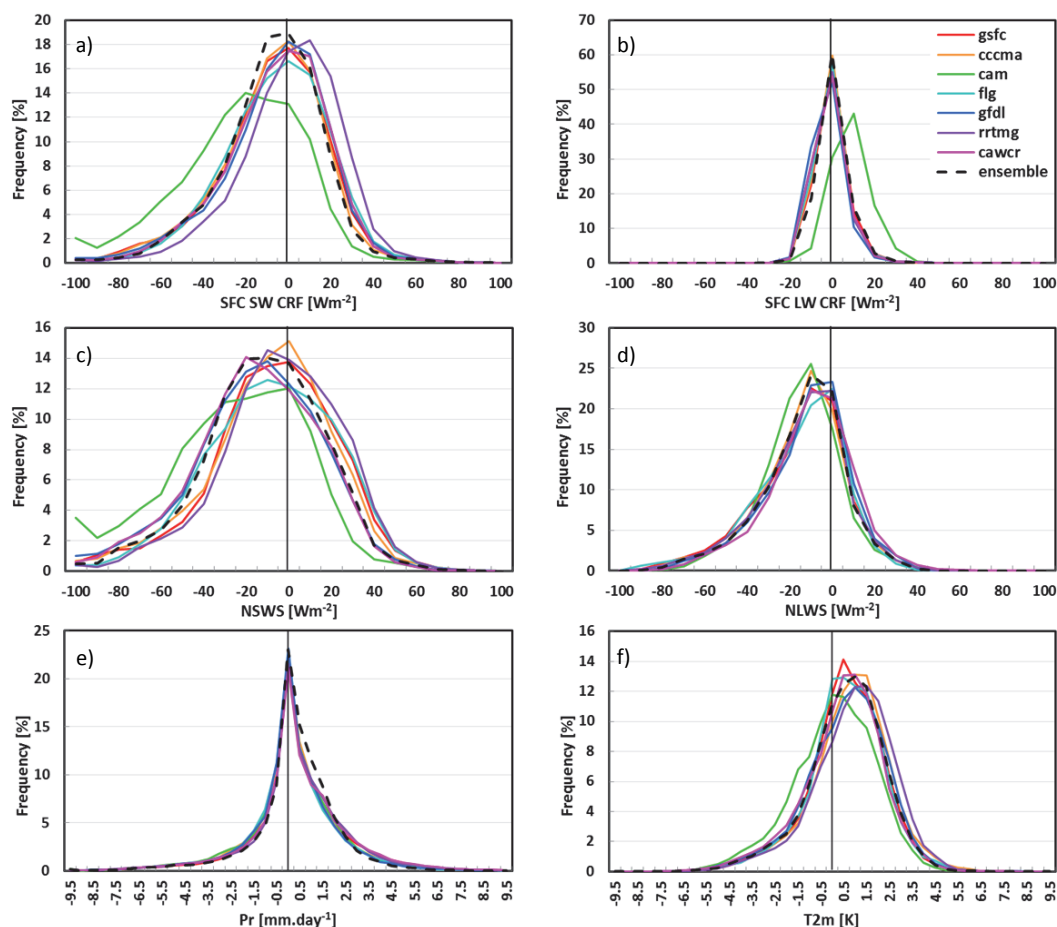 a)
Frequency [%]
20
18
16
14
12
10
8
6
4
2
0
-100 -80 -60 -40 -20 0 20 40 60 80 100
SFC SW CRF [Wm-2]
b)
Frequency [%]
70
60
50
40
30
20
10
0
-100 -80 -60 -40 -20 0 20 40 60 80 100
SFC LW CRF [Wm-2]
gsfc
cccma
cam
flg
gfdl
rrtmg
cawcr
ensemble
c)
Frequency [%]
16
14
12
10
8
6
4
2
0
-100 -80 -60 -40 -20 0 20 40 60 80 100
NSWS [Wm-2]
d)
Frequency [%]
30
25
20
15
10
5
0
-100 -80 -60 -40 -20 0 20 40 60 80 100
NLWS [Wm-2]
e)
Frequency [%]
25
20
15
10
5
0
-9.5 -8.5 -7.5 -6.5 -5.5 -4.5 -3.5 -2.5 -1.5 -0.5 0.5 1.5 2.5 3.5 4.5 5.5 6.5 7.5 8.5 9.5
Pr [mm.day-1]
f)
Frequency [%]
16
14
12
10
8
6
4
2
0
-9.5 -8.5 -7.5 -6.5 -5.5 -4.5 -3.5 -2.5 -1.5 -0.5 0.5 1.5 2.5 3.5 4.5 5.5 6.5 7.5 8.5 9.5
T2m [K]